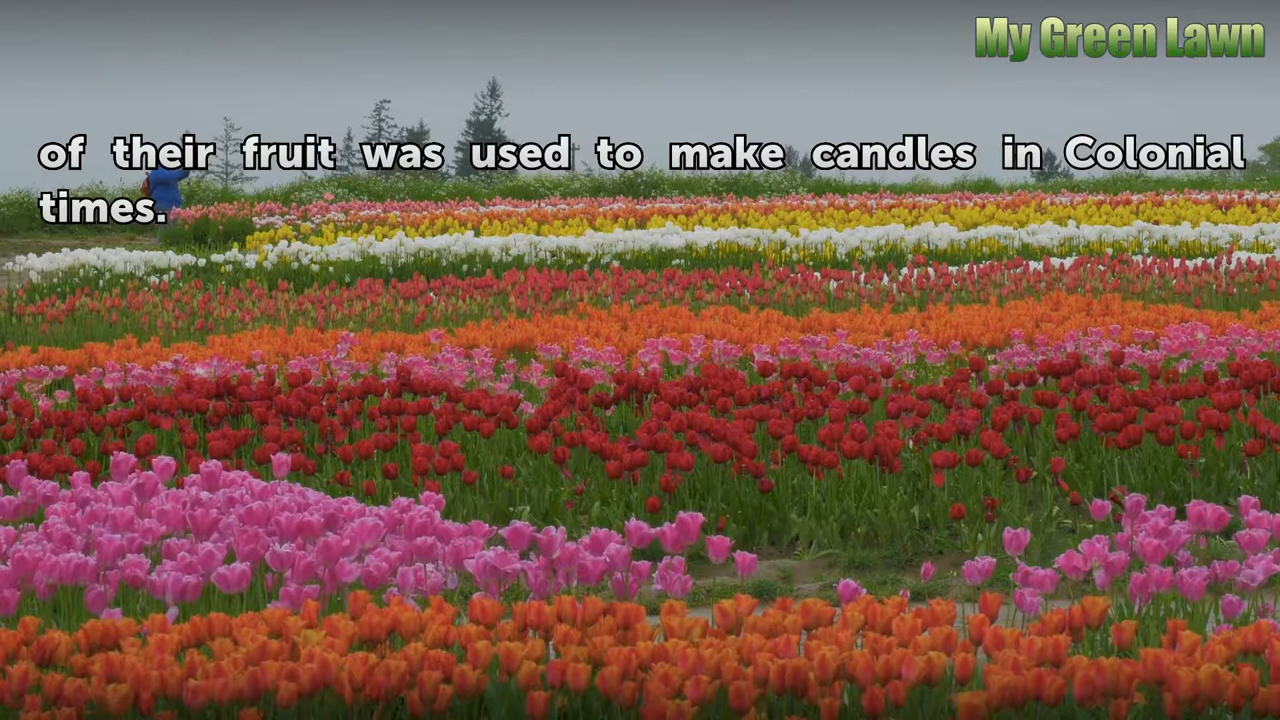 My Green Lawn
of their fruit was used to make candles in Colonial
times.